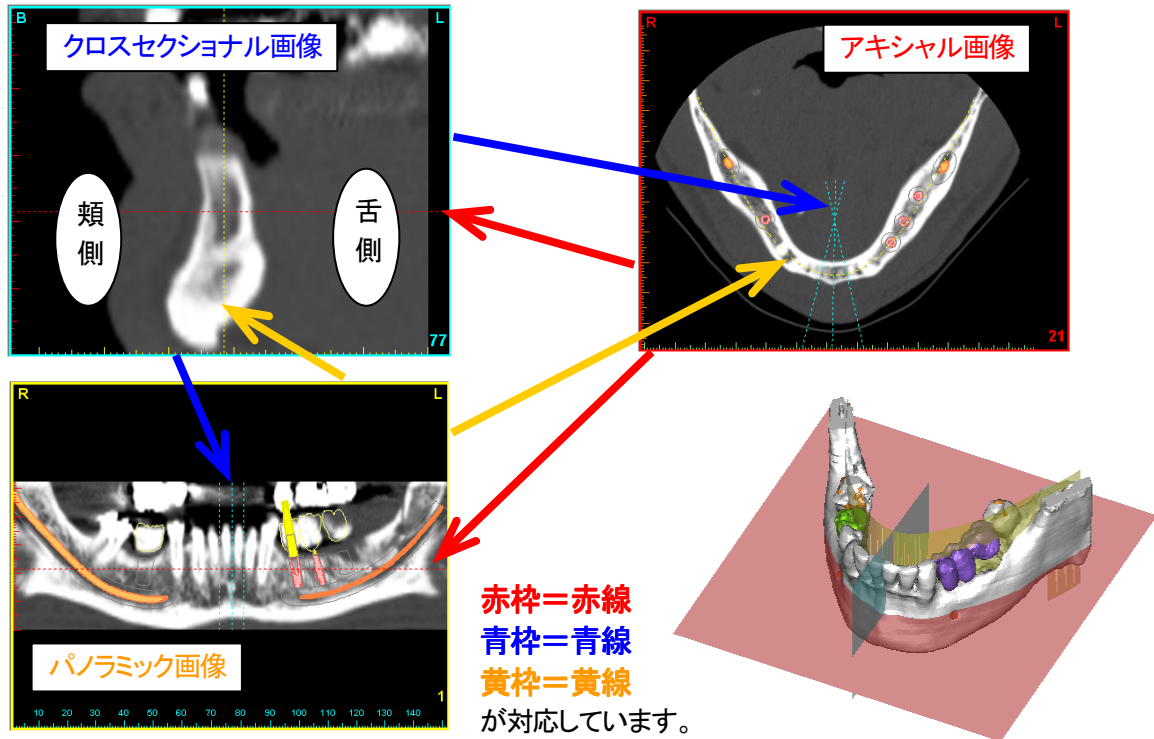 B
L
クロスセクショナル画像
頬側
舌側
77
R
L
アキシャル画像
21
R
L
パノラミック画像
1
10 20 30 40 50 60 70 80 90 100 110 120 130 140
赤枠=赤線
青枠=青線
黄枠=黄線
が対応しています。